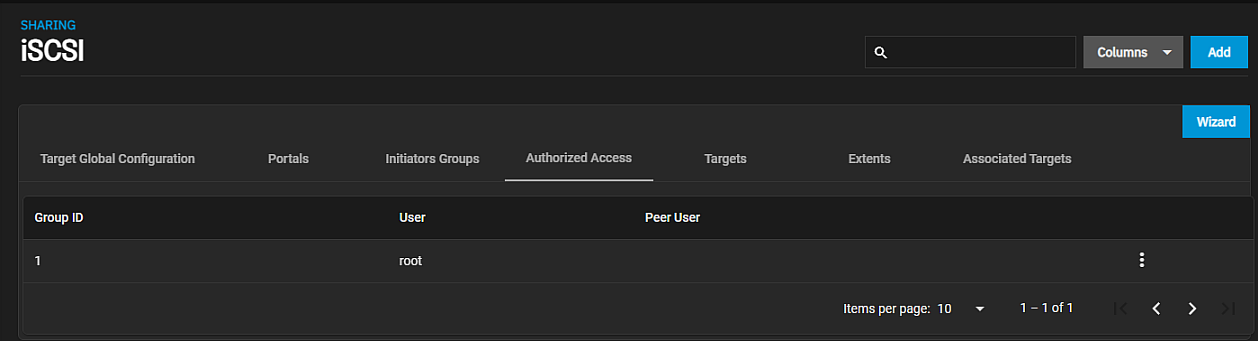 SHARING
iSCSI
Columns
Add
Wizard
Target Global Configuration Portals Initiators Groups Authorized Access Targets Extents Associated Targets
Group ID User Peer User
1 root
Items per page: 10 1 – 1 of 1